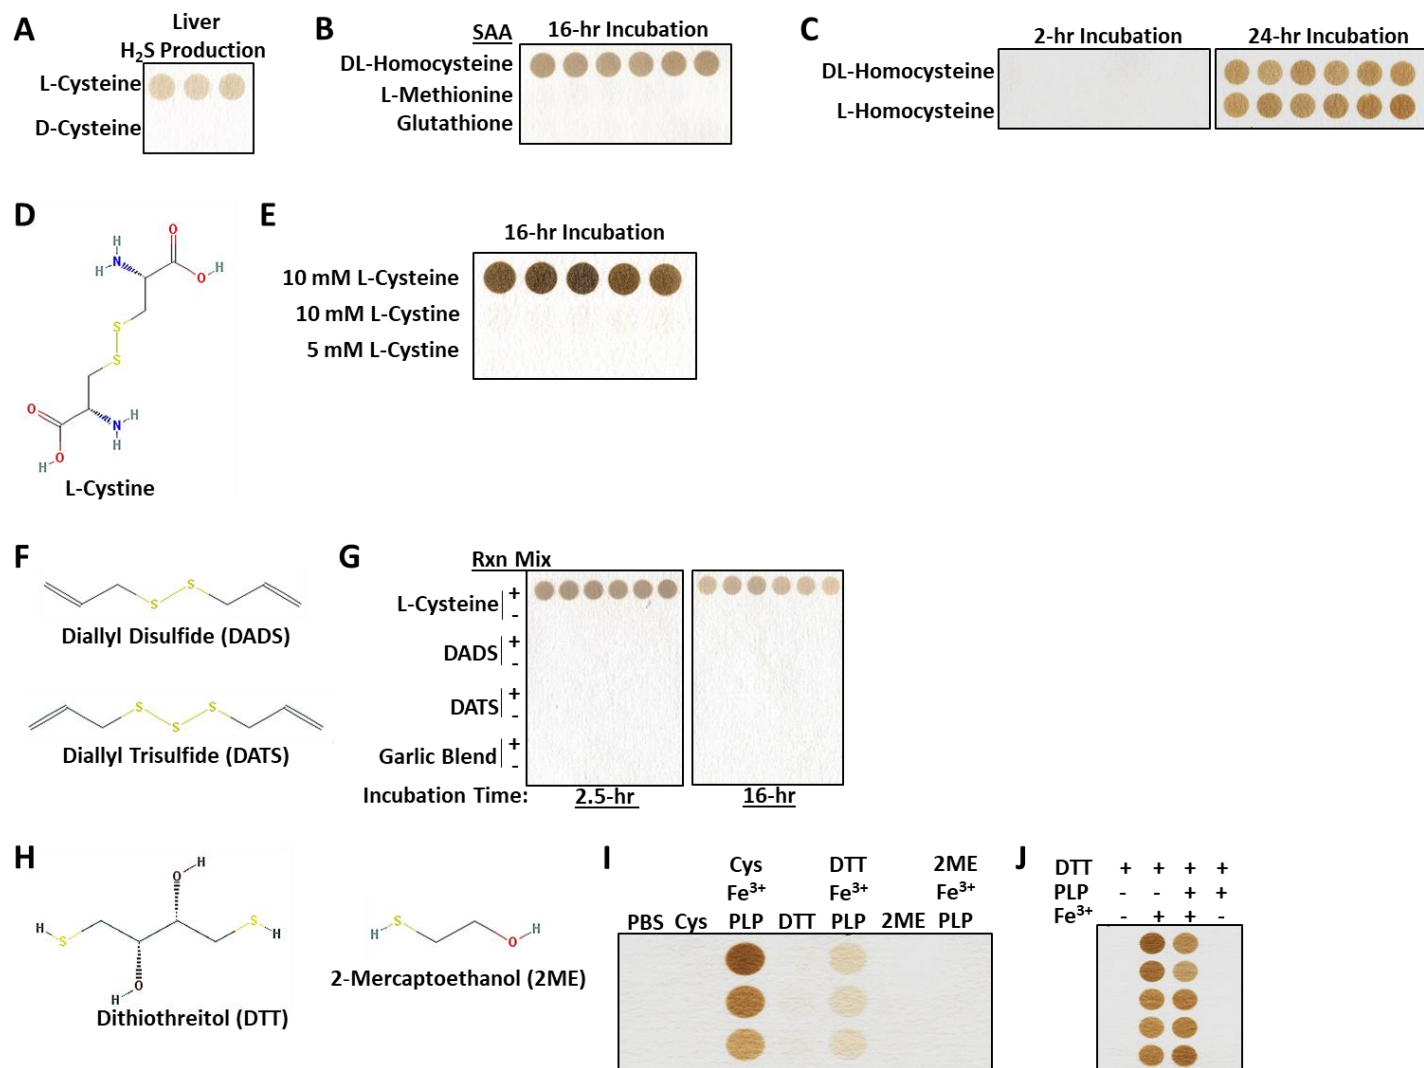 A
Liver
H2S Production
L-Cysteine
D-Cysteine
B
SAA
16-hr Incubation
DL-Homocysteine
L-Methionine
Glutathione
C
2-hr Incubation
24-hr Incubation
DL-Homocysteine
L-Homocysteine
D
H
H
N
O
O
H
S
S
O
O
H
N
H
H
L-Cystine
E
16-hr Incubation
10 mM L-Cysteine
10 mM L-Cystine
5 mM L-Cystine
F
S
S
Diallyl Disulfide (DADS)
S
S
S
Diallyl Trisulfide (DATS)
G
Rxn Mix
L-Cysteine
+
-
DADS
+
-
DATS
+
-
Garlic Blend
+
-
Incubation Time:
2.5-hr
16-hr
H
H
S
O
H
S
H
O
H
Dithiothreitol (DTT)
H
S
O
H
2-Mercaptoethanol (2ME)
I
Cys DTT 2ME
Fe3+ Fe3+ Fe3+
PBS Cys PLP DTT PLP 2ME PLP
J
DTT + + + +
PLP - - + +
Fe3+ - + + -